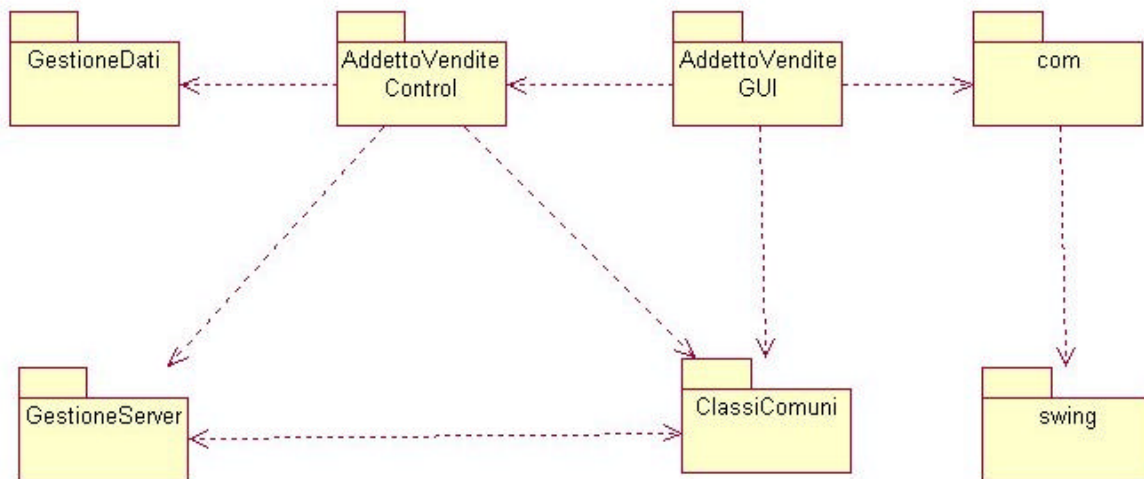 GestioneDati
AddettoVendite
Control
AddettoVendite
GUI
com
GestioneServer
ClassiComuni
swing